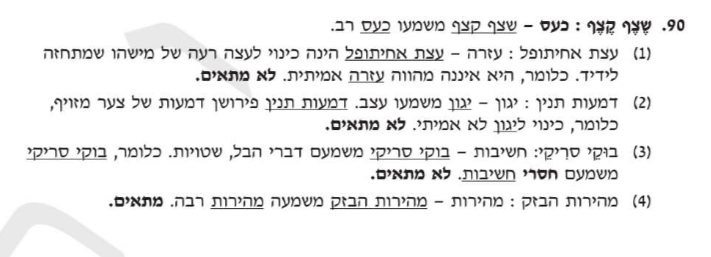 90. שֶׁצֶף קֶצֶף : כעס – שצף קצף משמעו כעס רב.
(1) עצת אחיתופל : עזרה – עצת אחיתופל הינה כינוי לעצה רעה של מישהו שמתחזה
לידיד. כלומר, היא איננה מהווה עזרה אמיתית. לא מתאים.
(2) דמעות תנין : יגון – יגון משמעו עצב. דמעות תנין פירושן דמעות של צער מזויף,
כלומר, כינוי ליגון לא אמיתי. לא מתאים.
(3) בּוּקֵי סְרִיקֵי: חשיבות – בוקי סריקי משמעם דברי הבל, שטויות. כלומר, בוקי סריקי
משמעם חסרי חשיבות. לא מתאים.
(4) מהירות הבזק : מהירות – מהירות הבזק משמעה מהירות רבה. מתאים.